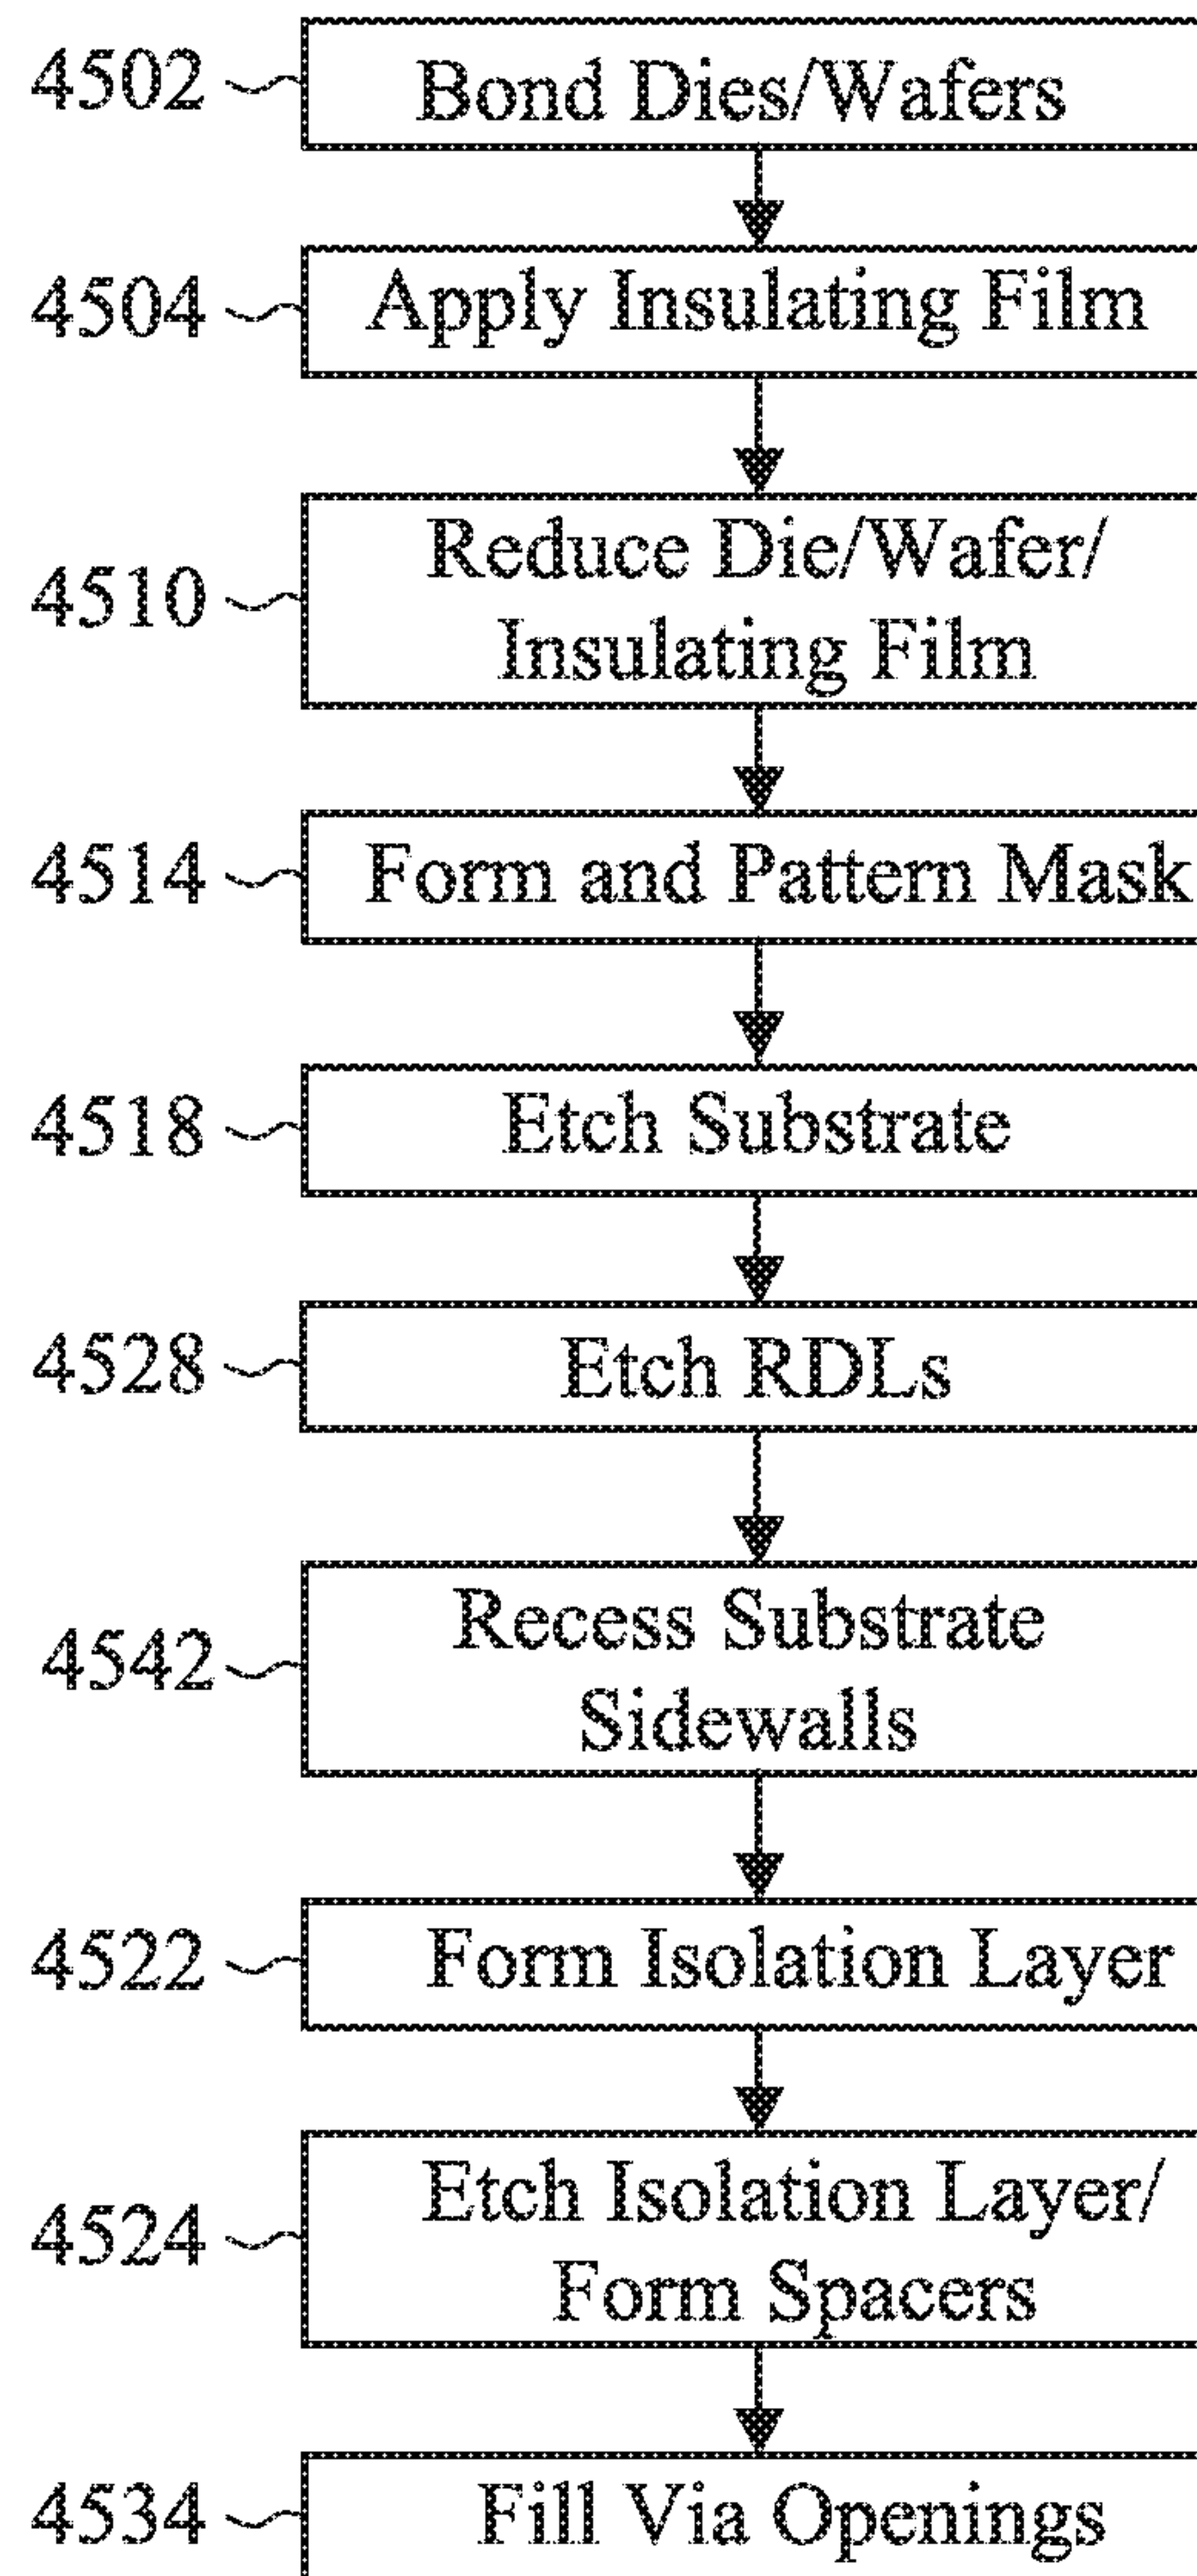 4502 Bond Dies/Wafers
4504 Apply Insulating Film
4510 Reduce Die/Wafer/
Insulating Film
4514 Form and Pattern Mask
4518 Etch Substrate
4528 Etch RDLs
4542 Recess Substrate
Sidewalls
4522 Form Isolation Layer
4524 Etch Isolation Layer/
Form Spacers
4534 Fill Via Openings